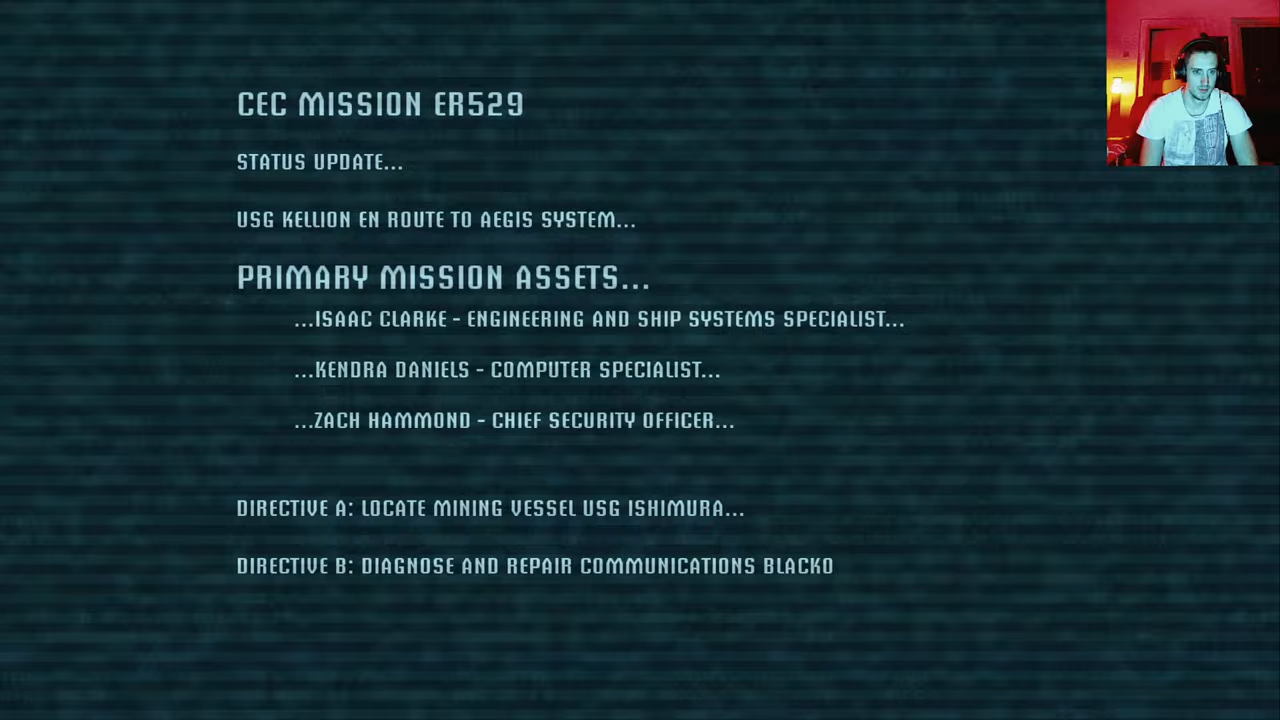 CEC MISSION ER529
STATUS UPDATE...
USG KELLION EN ROUTE TO AEGIS SYSTEM...
PRIMARY MISSION ASSETS...
...ISAAC CLARKE - ENGINEERING AND SHIP SYSTEMS SPECIALIST...
...KENDRA DANIELS - COMPUTER SPECIALIST...
...ZACH HAMMOND - CHIEF SECURITY OFFICER...
DIRECTIVE A: LOCATE MINING VESSEL USG ISHIMURA...
DIRECTIVE B: DIAGNOSE AND REPAIR COMMUNICATIONS BLACKO